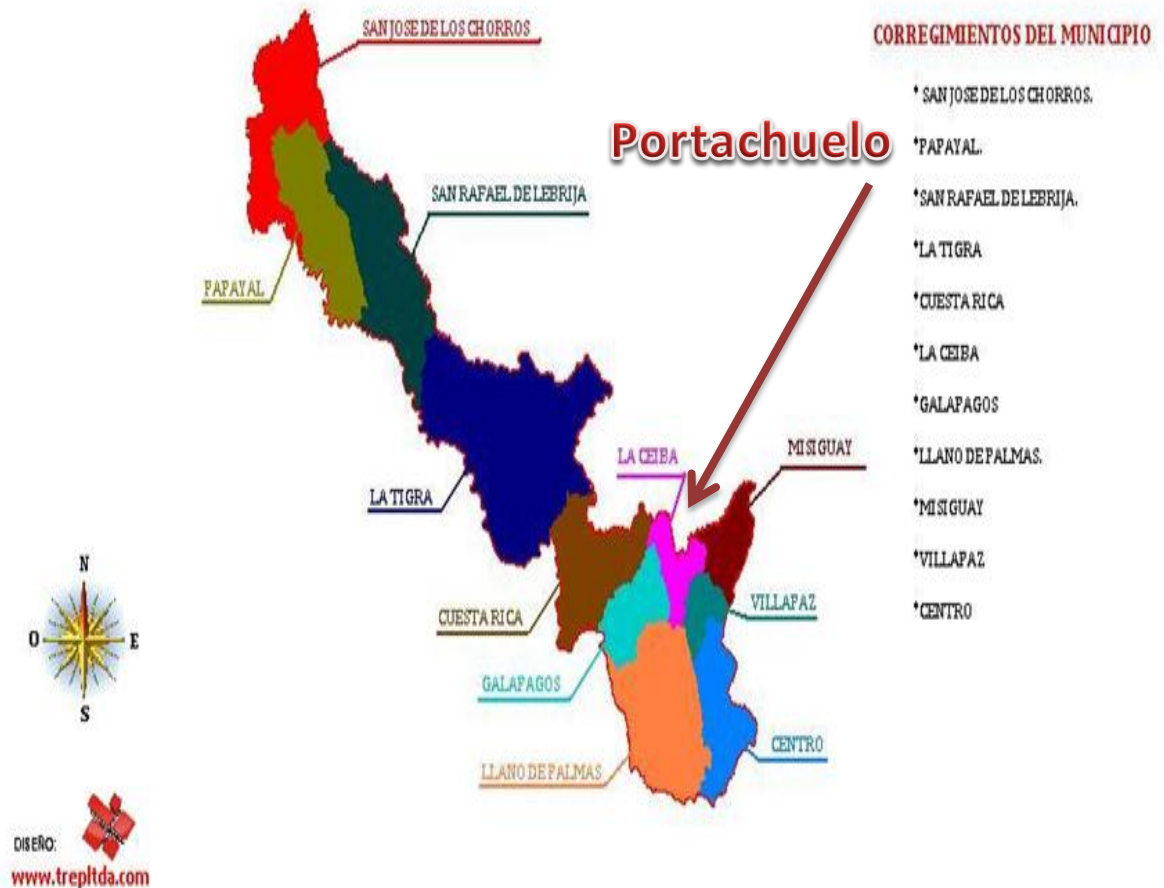 SAN JOSE DE LOS CHORROS
CORREGIMIENTOS DEL MUNICIPIO
* SAN JOSE DE LOS CHORROS.
Portachuelo
*PAPAYAL.
SAN RAFAEL DE LEBRIJA
*SAN RAFAEL DE LEBRIJA.
*LA TIGRA
PAPAYAL
*CUESTA RICA
*LA CEIBA
*GALAPAGOS
LA CEIBA
MISIGUAY
*LLANO DE PALMAS.
LA TIGRA
*MISIGUAY
*VILLAPAZ
VILLAPAZ
CUESTA RICA
*CENTRO
N
O
E
S
GALAPAGOS
CENTRO
LLANO DE PALMAS
DISEÑO:
www.trepltda.com